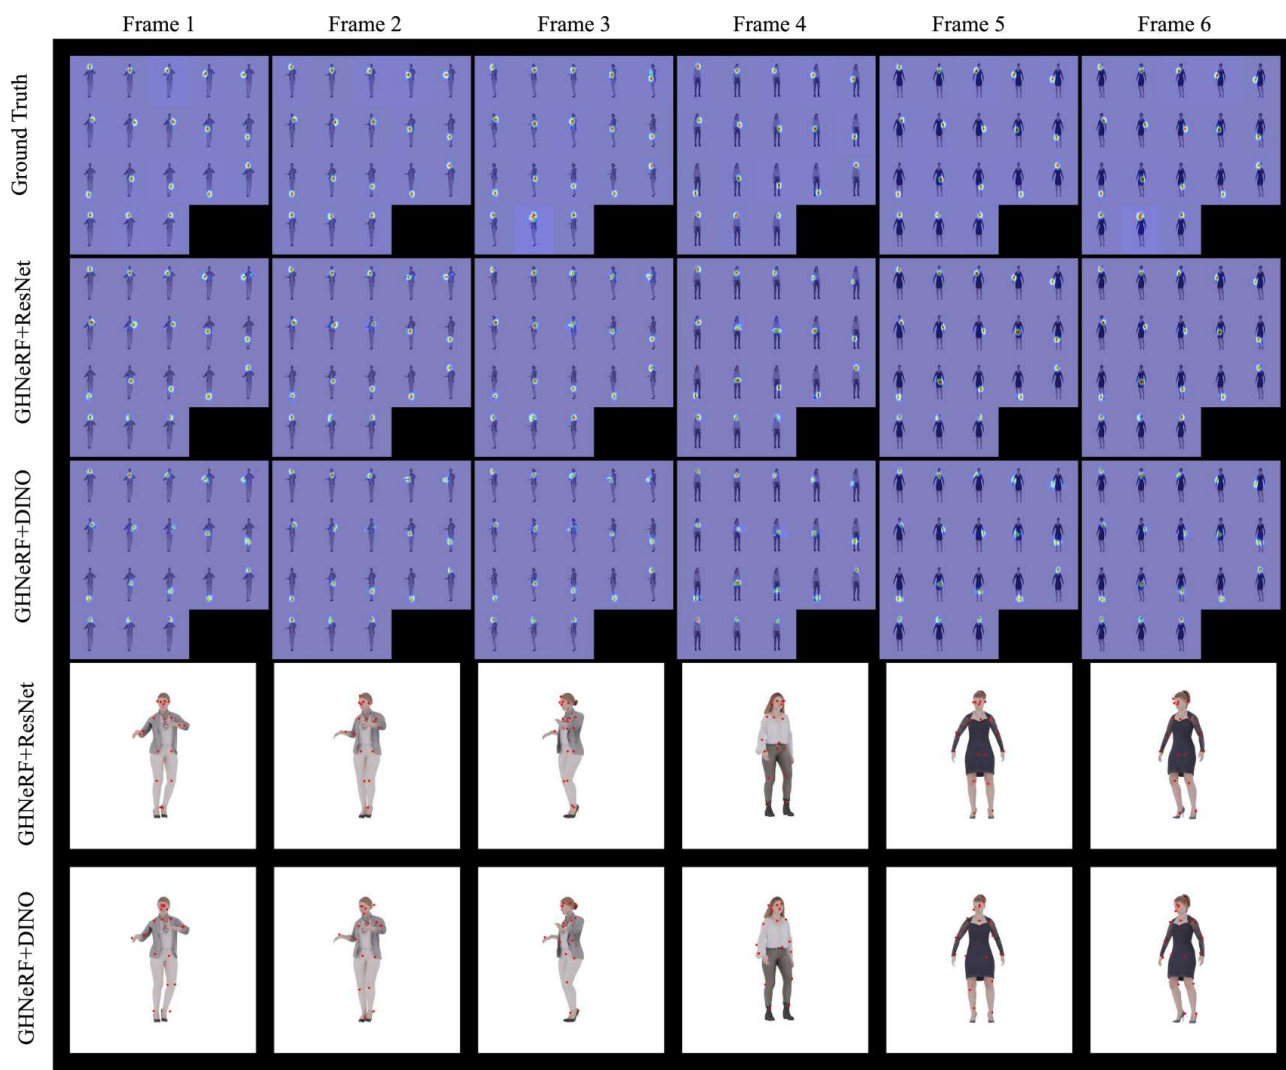 Frame 1 Frame 2 Frame 3 Frame 4 Frame 5 Frame 6
Ground Truth
GHNeRF+ResNet
GHNeRF+DINO
GHNeRF+ResNet
GHNeRF+DINO